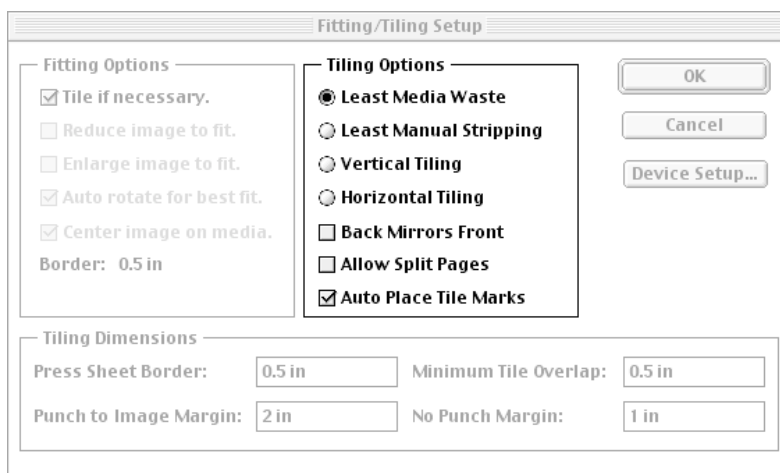 Fitting/Tiling Setup
Fitting Options
Tile if necessary.
Reduce image to fit.
Enlarge image to fit.
Auto rotate for best fit.
Center image on media.
Border: 0.5 in
Tiling Options
Least Media Waste
Least Manual Stripping
Vertical Tiling
Horizontal Tiling
Back Mirrors Front
Allow Split Pages
Auto Place Tile Marks
OK
Cancel
Device Setup...
Tiling Dimensions
Press Sheet Border: 0.5 in Minimum Tile Overlap: 0.5 in
Punch to Image Margin: 2 in No Punch Margin: 1 in